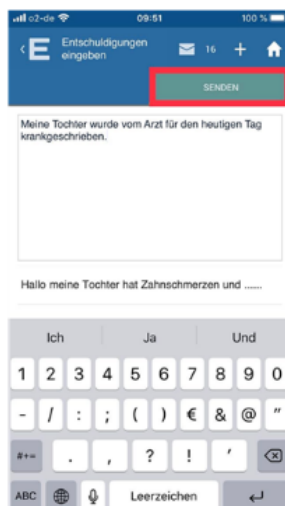 o2-de 09:51 100 %
E Entschuldigungen
eingeben 16 +
SENDEN
Meine Tochter wurde vom Arzt für den heutigen Tag
krankgeschrieben.
Hallo meine Tochter hat Zahnschmerzen und ......
Ich Ja Und
1 2 3 4 5 6 7 8 9 0
- / : ; ( ) € & @ "
#+= . , ? ! '
ABC Leerzeichen